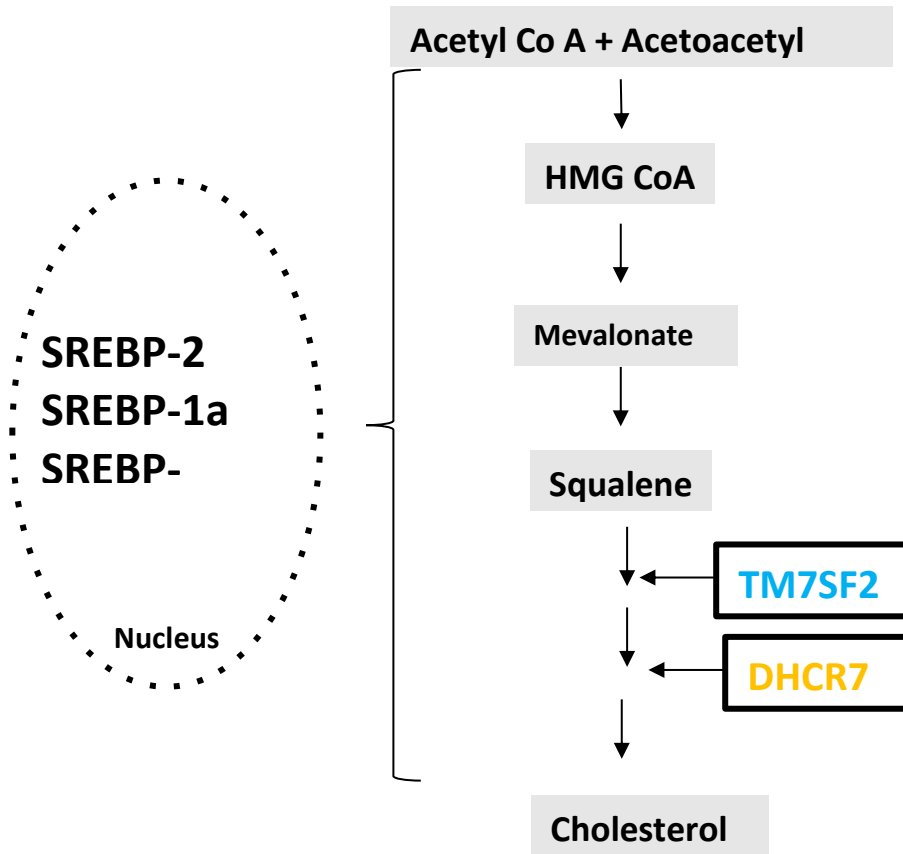 Acetyl Co A + Acetoacetyl
HMG CoA
Mevalonate
SREBP-2
SREBP-1a
SREBP-
Squalene
TM7SF2
Nucleus
DHCR7
Cholesterol